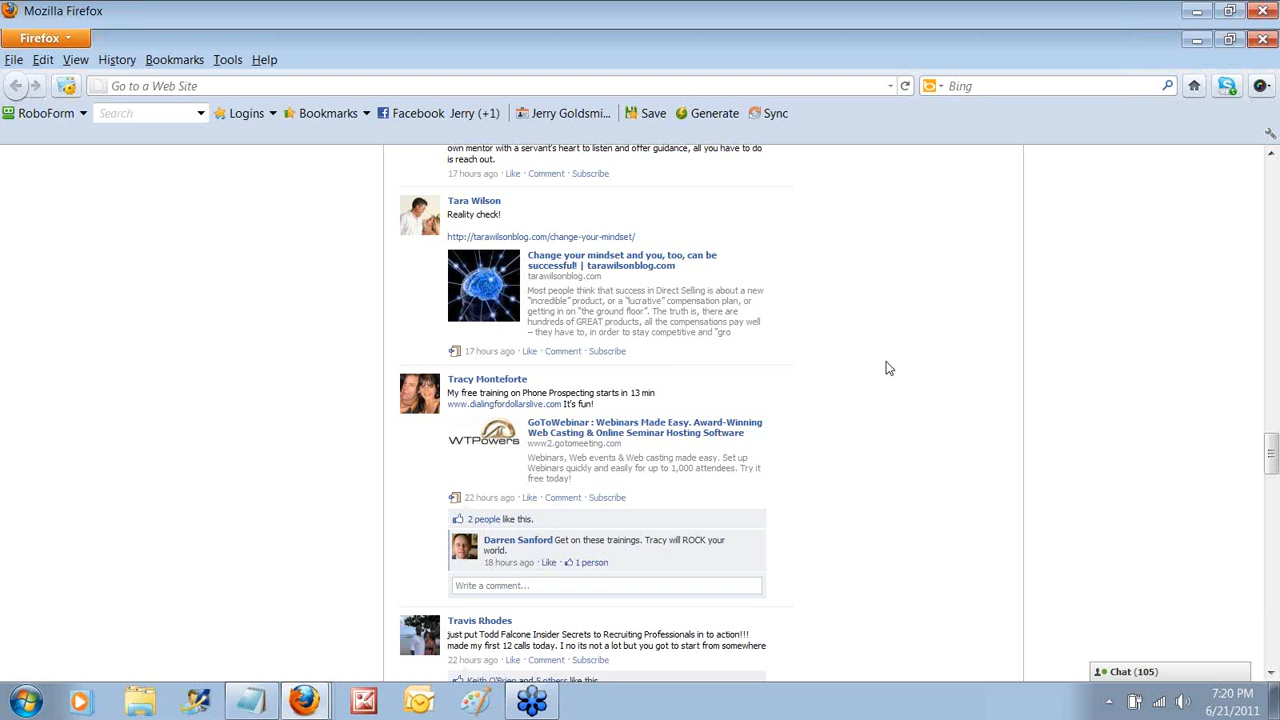 Mozilla Firefox
Firefox
File Edit View History Bookmarks Tools Help
Go to a Web Site
Bing
RoboForm Search Logins Bookmarks Facebook Jerry (+1) Jerry Goldsmi... Save Generate Sync
own mentor with a servant's heart to listen and offer guidance, all you have to do
is reach out.
17 hours ago · Like · Comment · Subscribe
Tara Wilson
Reality check!
http://tarawilsonblog.com/change-your-mindset/
Change your mindset and you, too, can be
successful! | tarawilsonblog.com
tarawilsonblog.com
Most people think that success in Direct Selling is about a new
"incredible" product, or a "lucrative" compensation plan, or
getting in on "the ground floor". The truth is, there are
hundreds of GREAT products, all the compensations pay well
– they have to, in order to stay competitive and "gro
17 hours ago · Like · Comment · Subscribe
Tracy Monteforte
My free training on Phone Prospecting starts in 13 min
www.dialingfordollarslive.com It's fun!
WTPowers
GoToWebinar : Webinars Made Easy. Award-Winning
Web Casting & Online Seminar Hosting Software
www2.gotomeeting.com
Webinars, Web events & Web casting made easy. Set up
Webinars quickly and easily for up to 1,000 attendees. Try it
free today!
22 hours ago · Like · Comment · Subscribe
2 people like this.
Darren Sanford Get on these trainings. Tracy will ROCK your
world.
18 hours ago · Like · 1 person
Write a comment...
Travis Rhodes
just put Todd Falcone Insider Secrets to Recruiting Professionals in to action!!!
made my first 12 calls today. I no its not a lot but you got to start from somewhere
22 hours ago · Like · Comment · Subscribe
Keith O'Brien and 5 others like this.
Chat (105)
7:20 PM
6/21/2011